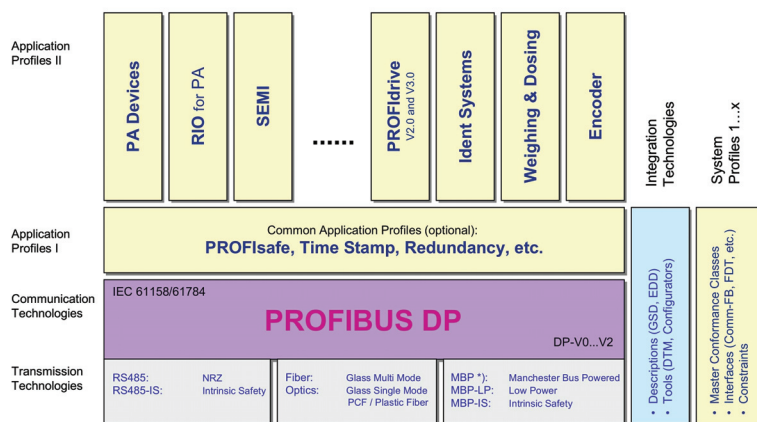 Application
Profiles II
PA Devices
RIO for PA
SEMI
......
PROFIdrive
V2.0 and V3.0
Ident Systems
Weighing & Dosing
Encoder
Integration
Technologies
System
Profiles 1...x
Application
Profiles I
Common Application Profiles (optional):
PROFIsafe, Time Stamp, Redundancy, etc.
Communication
Technologies
IEC 61158/61784
PROFIBUS DP
DP-V0...V2
Transmission
Technologies
RS485: NRZ
RS485-IS: Intrinsic Safety
Fiber: Glass Multi Mode
Optics: Glass Single Mode
PCF / Plastic Fiber
MBP *): Manchester Bus Powered
MBP-LP: Low Power
MBP-IS: Intrinsic Safety
• Descriptions (GSD, EDD)
• Tools (DTM, Configurators)
• Master Conformance Classes
• Interfaces (Comm-FB, FDT, etc.)
• Constraints